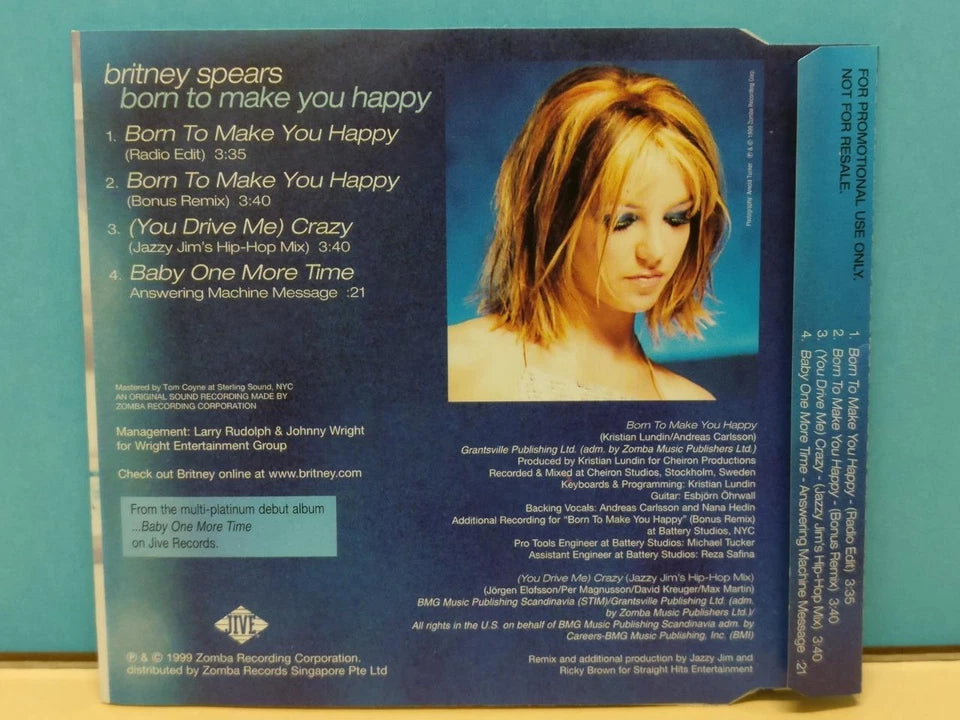 britney spears
born to make you happy
1. Born To Make You Happy
(Radio Edit) 3:35
2. Born To Make You Happy
(Bonus Remix) 3:40
3. (You Drive Me) Crazy
(Jazzy Jim's Hip-Hop Mix) 3:40
4. Baby One More Time
Answering Machine Message :21
Mastered by Tom Coyne at Sterling Sound, NYC
AN ORIGINAL SOUND RECORDING MADE BY
ZOMBA RECORDING CORPORATION
Management: Larry Rudolph & Johnny Wright
for Wright Entertainment Group
Check out Britney online at www.britney.com
From the multi-platinum debut album
...Baby One More Time
on Jive Records.
JIVE
℗ & © 1999 Zomba Recording Corporation.
distributed by Zomba Records Singapore Pte Ltd
Photography: Arnold Turner ℗ & © 1999 Zomba Recording Corp.
Born To Make You Happy
(Kristian Lundin/Andreas Carlsson)
Grantsville Publishing Ltd. (adm. by Zomba Music Publishers Ltd.)
Produced by Kristian Lundin for Cheiron Productions
Recorded & Mixed at Cheiron Studios, Stockholm, Sweden
Keyboards & Programming: Kristian Lundin
Guitar: Esbjörn Öhrwall
Backing Vocals: Andreas Carlsson and Nana Hedin
Additional Recording for "Born To Make You Happy" (Bonus Remix)
at Battery Studios, NYC
Pro Tools Engineer at Battery Studios: Michael Tucker
Assistant Engineer at Battery Studios: Reza Safina
(You Drive Me) Crazy (Jazzy Jim's Hip-Hop Mix)
(Jörgen Elofsson/Per Magnusson/David Kreuger/Max Martin)
BMG Music Publishing Scandinavia (STIM)/Grantsville Publishing Ltd. (adm.
by Zomba Music Publishers Ltd.)/
All rights in the U.S. on behalf of BMG Music Publishing Scandinavia adm. by
Careers-BMG Music Publishing, Inc. (BMI)
Remix and additional production by Jazzy Jim and
Ricky Brown for Straight Hits Entertainment
FOR PROMOTIONAL USE ONLY.
NOT FOR RESALE.
1. Born To Make You Happy - (Radio Edit) 3:35
2. Born To Make You Happy - (Bonus Remix) 3:40
3. (You Drive Me) Crazy - (Jazzy Jim's Hip-Hop Mix) 3:40
4. Baby One More Time - Answering Machine Message :21